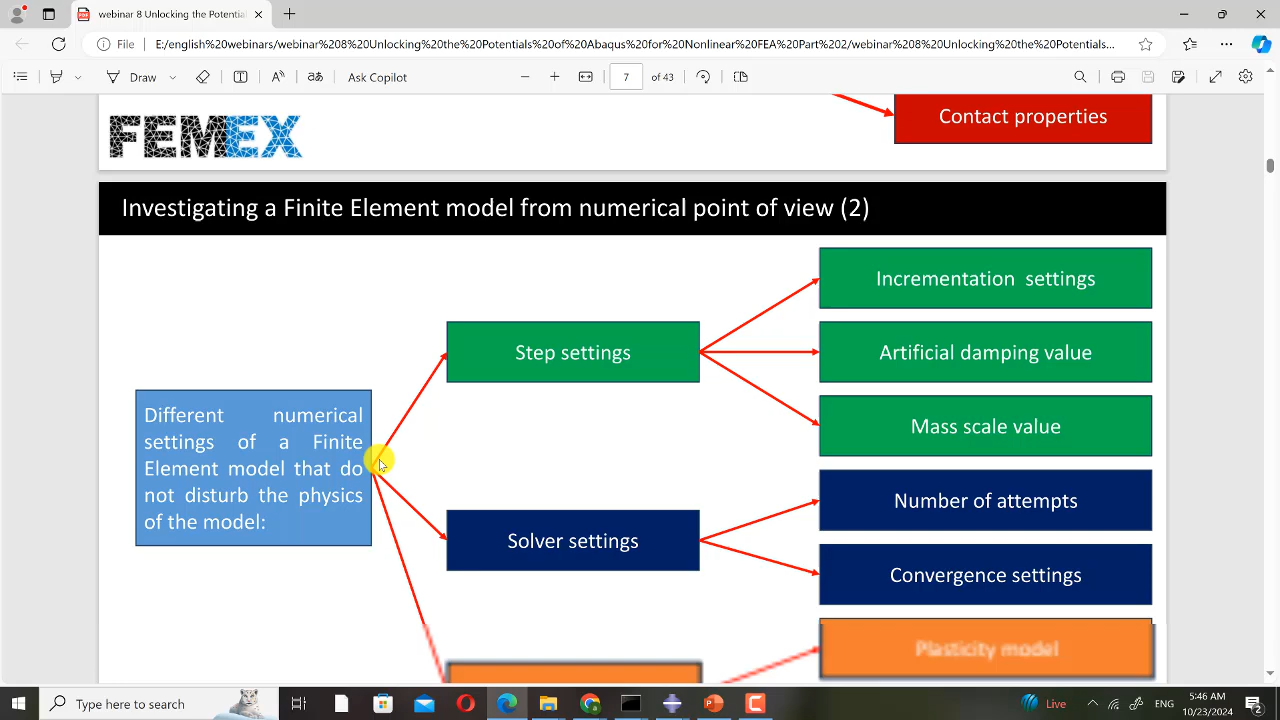 webinar 8 Unlocking the Potentia
File
E:/english%20webinars/webinar%208%20Unlocking%20the%20Potentials%20o%20Abaqus%20for%20Nonlinear%20FEA%20Part%202/webinar%208%20Unlocking%20the%20Potentials...
Draw
Ask Copilot
7 of 43
Contact properties
FEMEX
Investigating a Finite Element model from numerical point of view (2)
Incrementation settings
Step settings
Artificial damping value
Different numerical
settings of a Finite
Element model that do
not disturb the physics
of the model:
Mass scale value
Number of attempts
Solver settings
Convergence settings
Plasticity model
Type here to search
Live
5:46 AM
10/23/2024
2